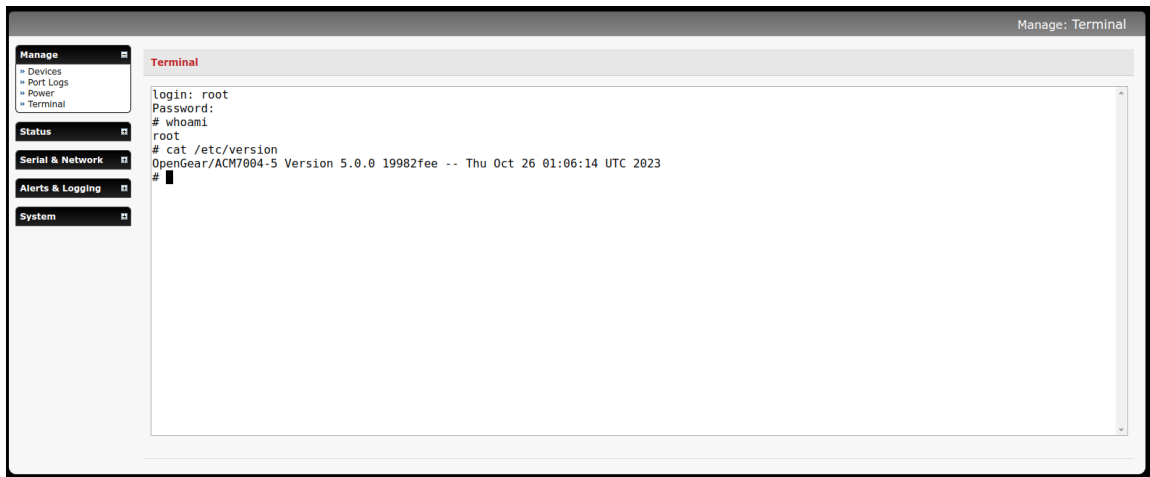 Manage: Terminal
Manage
» Devices
» Port Logs
» Power
» Terminal
Status
Serial & Network
Alerts & Logging
System
Terminal
login: root
Password:
# whoami
root
# cat /etc/version
OpenGear/ACM7004-5 Version 5.0.0 19982fee -- Thu Oct 26 01:06:14 UTC 2023
#